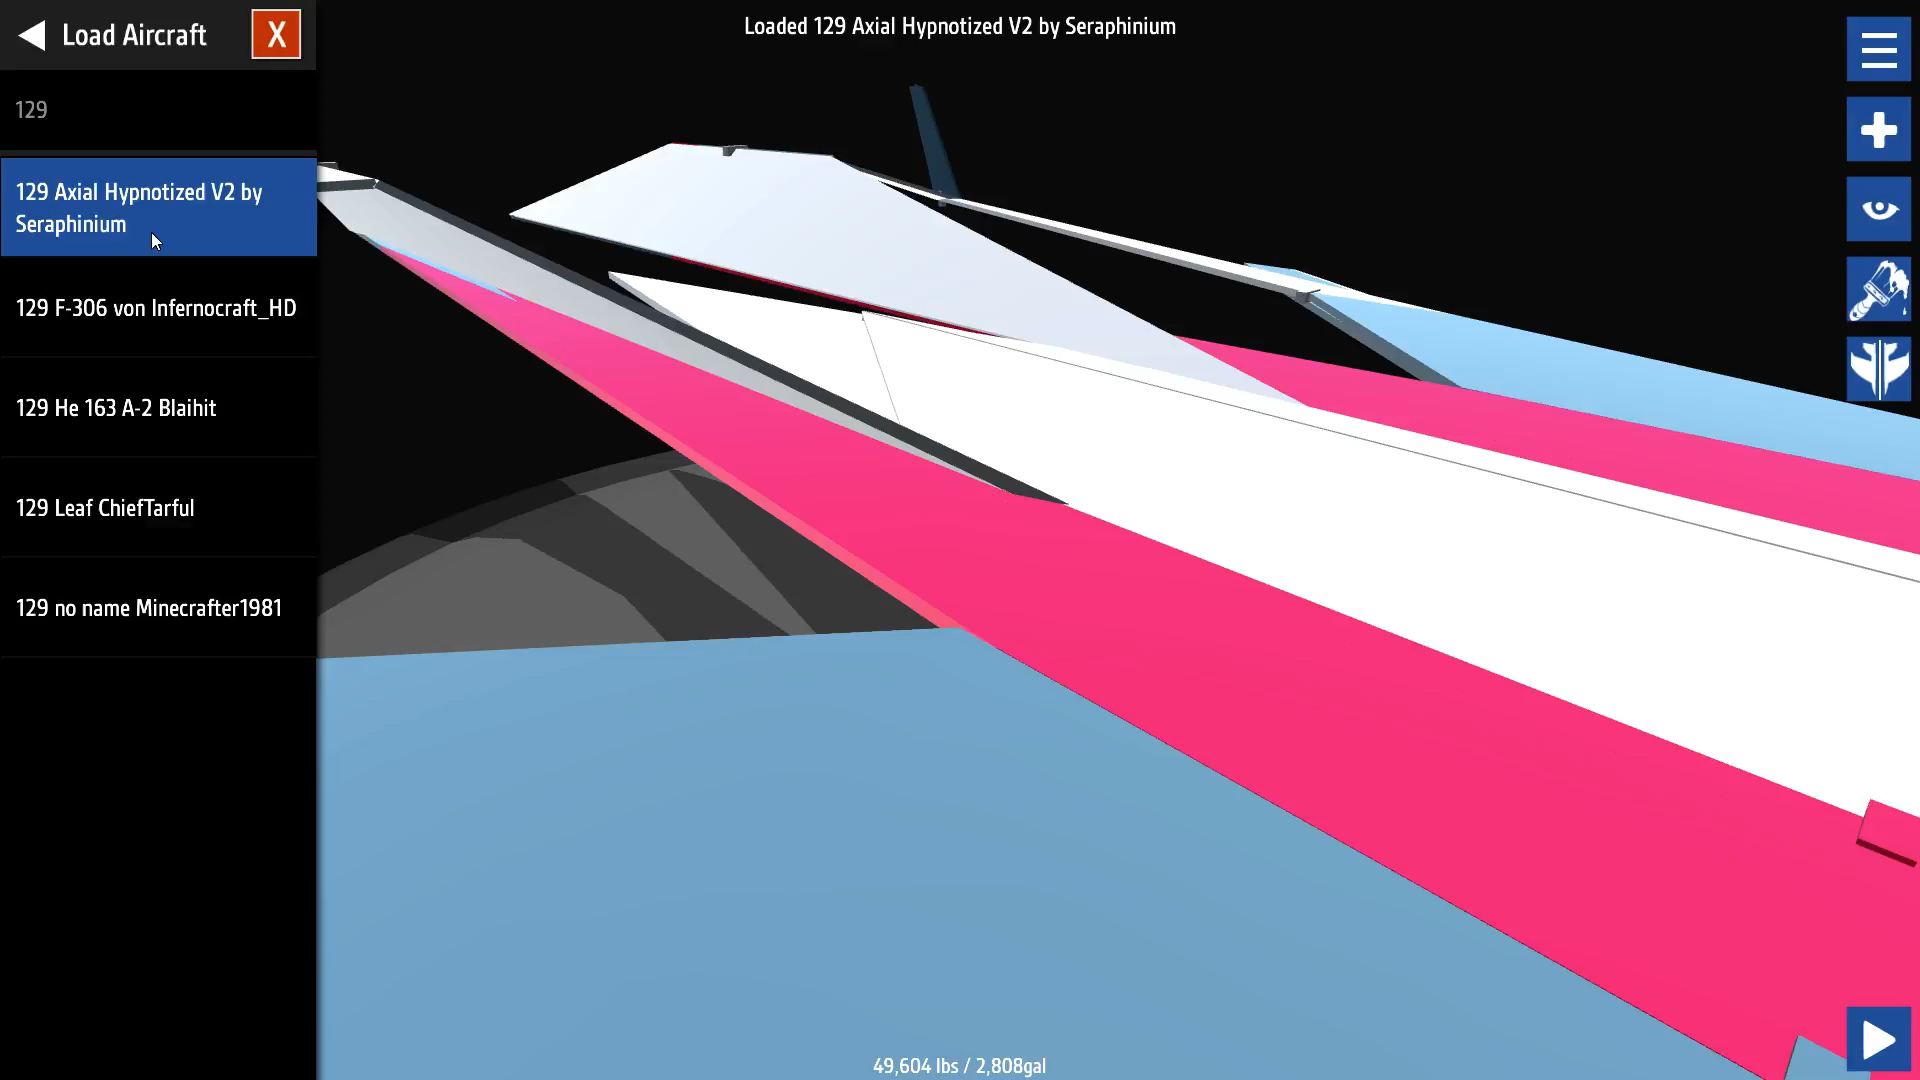 Load Aircraft
X
Loaded 129 Axial Hypnotized V2 by Seraphinium
129
129 Axial Hypnotized V2 by
Seraphinium
129 F-306 von Infernocraft_HD
129 He 163 A-2 Blaihit
129 Leaf ChiefTarful
129 no name Minecrafter1981
49,604 lbs / 2,808gal